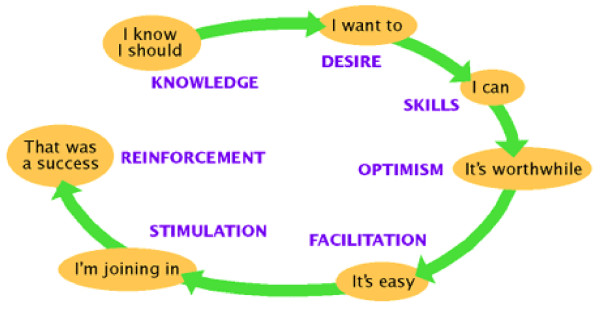 I know
I should
KNOWLEDGE
I want to
DESIRE
I can
SKILLS
It's worthwhile
OPTIMISM
It's easy
FACILITATION
I'm joining in
STIMULATION
That was
a success
REINFORCEMENT